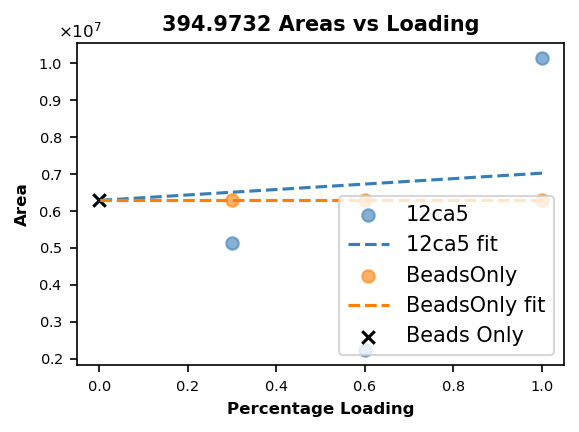 394.9732 Areas vs Loading
×10⁷
1.0
0.9
0.8
0.7
0.6
0.5
0.4
0.3
0.2
Area
12ca5
12ca5 fit
BeadsOnly
BeadsOnly fit
Beads Only
0.0 0.2 0.4 0.6 0.8 1.0
Percentage Loading